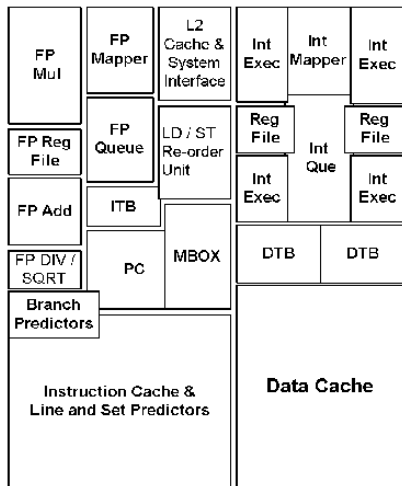 FP
Mul
FP
Mapper
L2
Cache &
System
Interface
Int
Exec
Int
Mapper
Int
Exec
FP Reg
File
FP
Queue
LD / ST
Re-order
Unit
Reg
File
Int
Que
Reg
File
FP Add
ITB
Int
Exec
Int
Exec
FP DIV /
SQRT
PC
MBOX
DTB
DTB
Branch
Predictors
Instruction Cache &
Line and Set Predictors
Data Cache